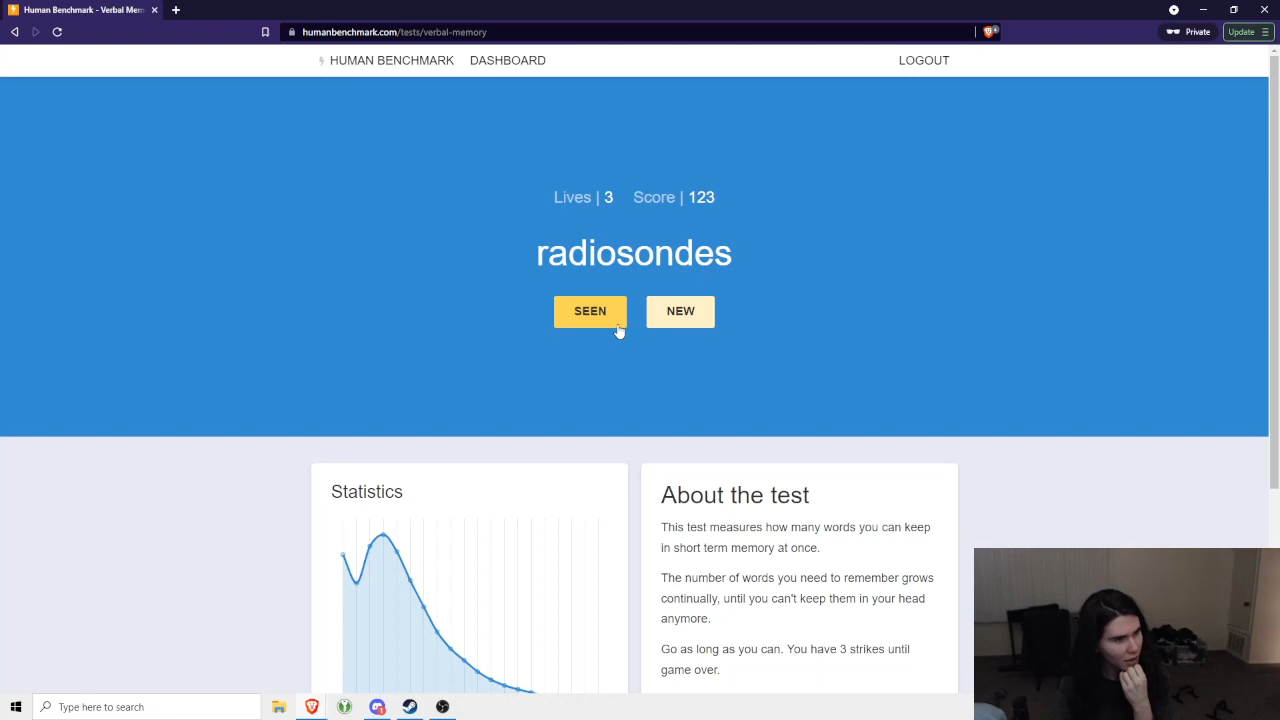 Human Benchmark - Verbal Mem
humanbenchmark.com/tests/verbal-memory
4
Private
Update
HUMAN BENCHMARK
DASHBOARD
LOGOUT
Lives | 3
Score | 123
radiosondes
SEEN
NEW
Statistics
About the test
This test measures how many words you can keep
in short term memory at once.
The number of words you need to remember grows
continually, until you can't keep them in your head
anymore.
Go as long as you can. You have 3 strikes until
game over.
Type here to search